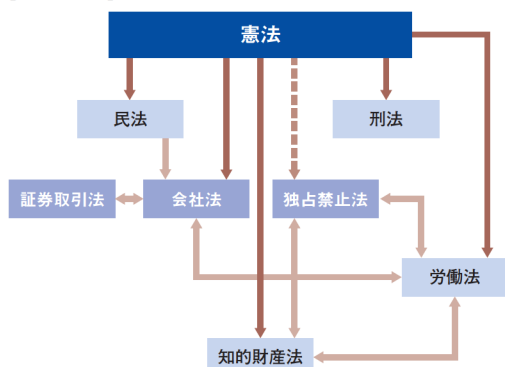 憲法
民法
刑法
証券取引法
会社法
独占禁止法
労働法
知的財産法